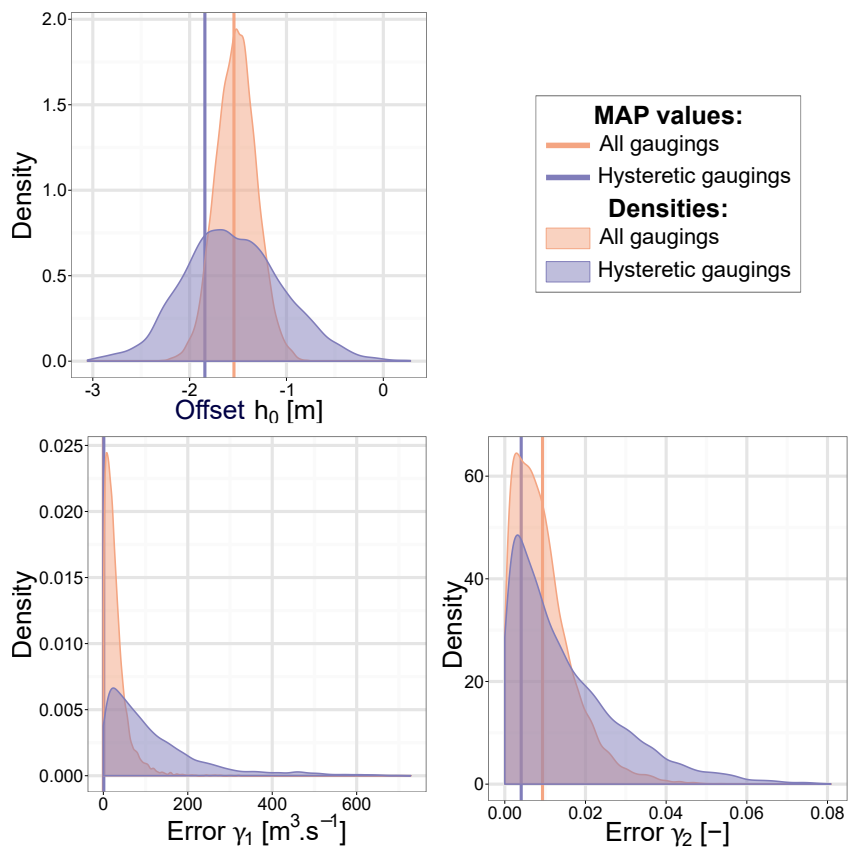 2.0
1.5
1.0
0.5
0.0
Density
-3 -2 -1 0
Offset h₀ [m]
MAP values:
All gaugings
Hysteretic gaugings
Densities:
All gaugings
Hysteretic gaugings
0.025
0.020
0.015
0.010
0.005
0.000
Density
0 200 400 600
Error γ₁ [m³.s⁻¹]
60
40
20
0
Density
0.00 0.02 0.04 0.06 0.08
Error γ₂ [−]